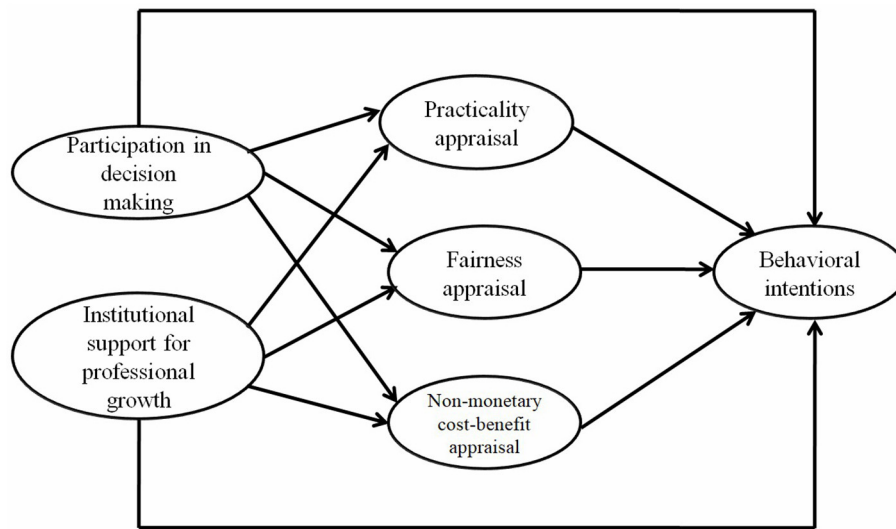 Participation in
decision
making
Institutional
support for
professional
growth
Practicality
appraisal
Fairness
appraisal
Non-monetary
cost-benefit
appraisal
Behavioral
intentions